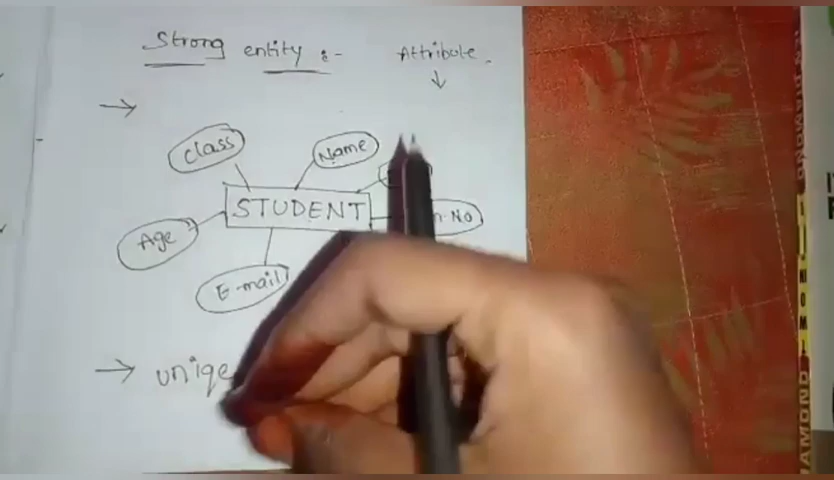 Strong entity :- Attribute.
class
Name
STUDENT
Age
E-mail
uniqe